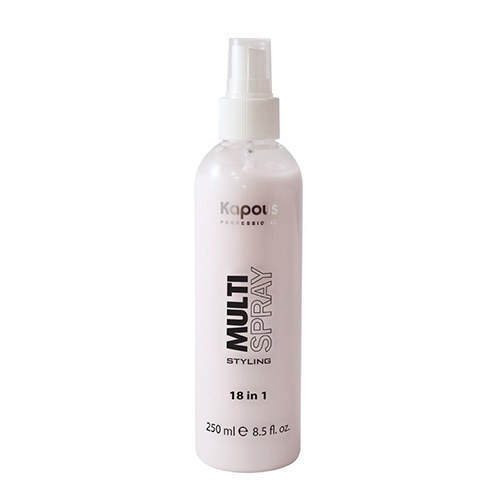 Kapous
PROFESSIONAL
MULTI
SPRAY
STYLING
18 in 1
250 ml ℮ 8.5 fl. oz.